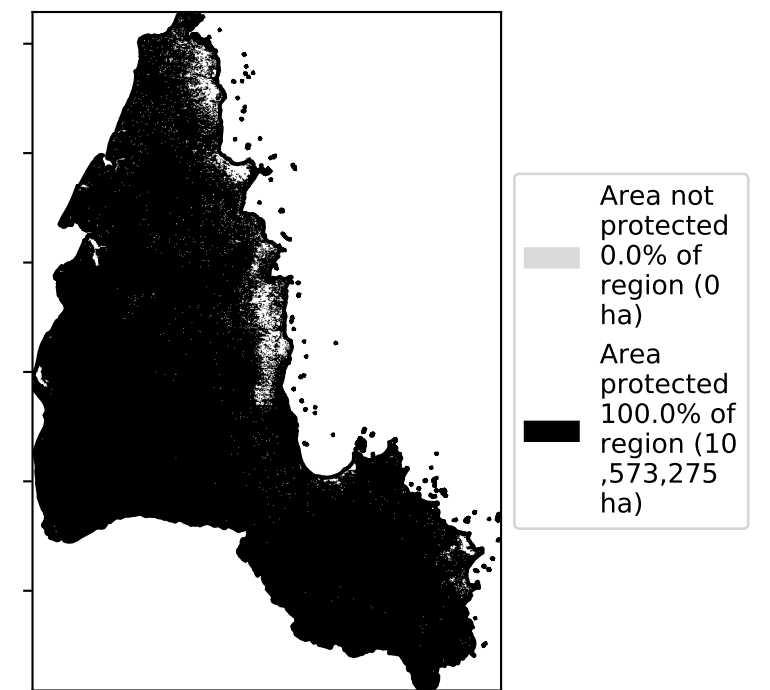 Area not
protected
0.0% of
region (0
ha)
Area
protected
100.0% of
region (10
,573,275
ha)